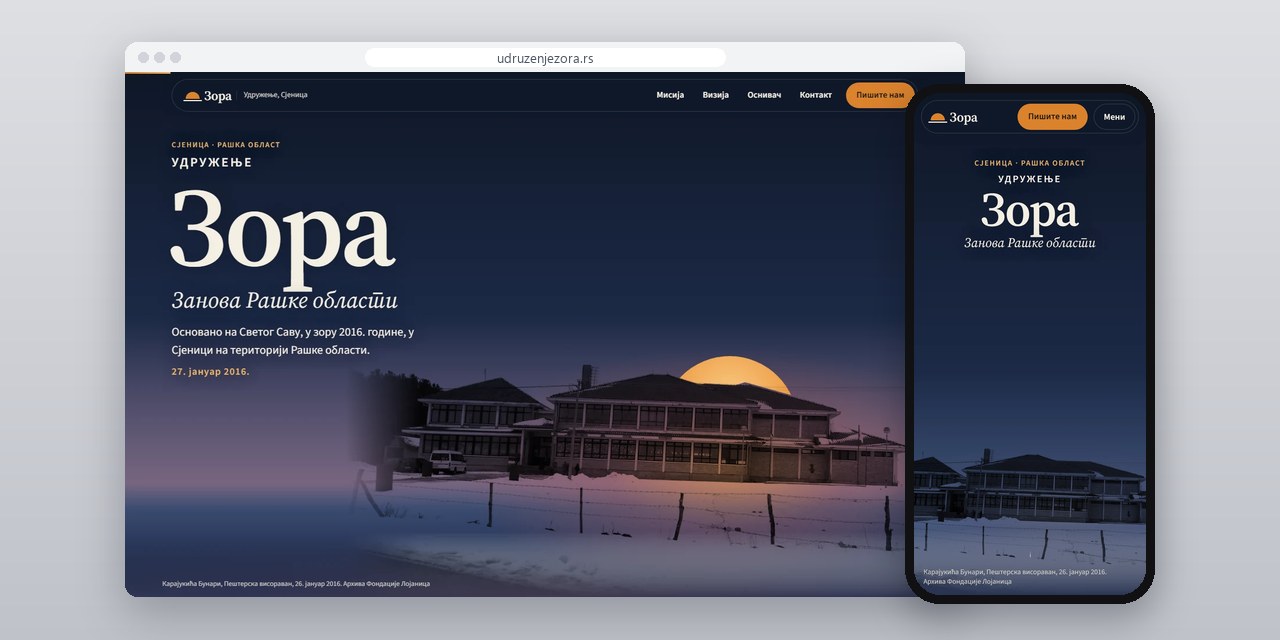 udruzenjezora.rs
Зора Удружење, Сјеница Мисија Визија Оснивач Контакт Пишите нам
СЈЕНИЦА · РАШКА ОБЛАСТ
УДРУЖЕЊЕ
Зора
Занова Рашке области
Основано на Светог Саву, у зору 2016. године, у
Сјеници на територији Рашке области.
27. јануар 2016.
Карајукића Бунари, Пештерска висораван, 26. јануар 2016. Архива Фондације Лојаница
Зора Пишите нам Мени
СЈЕНИЦА · РАШКА ОБЛАСТ
УДРУЖЕЊЕ
Зора
Занова Рашке области
Карајукића Бунари, Пештерска висораван, 26. јануар 2016.
Архива Фондације Лојаница